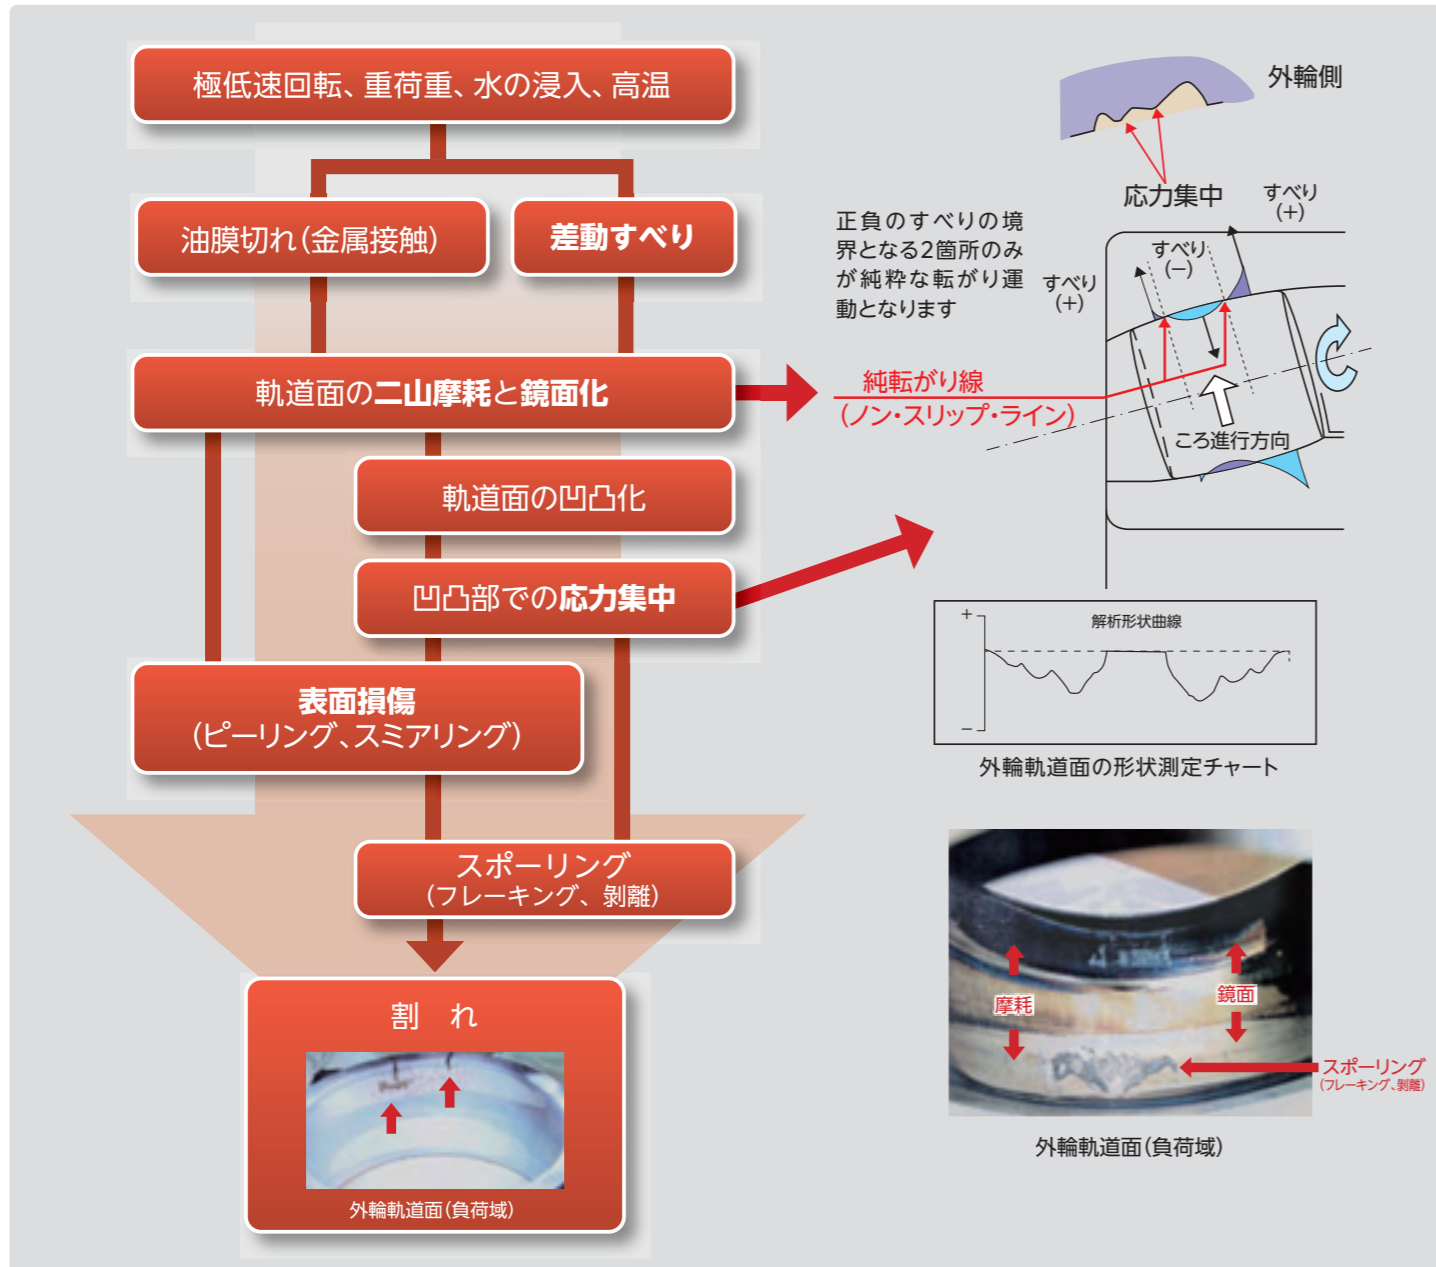 極低速回転、重荷重、水の浸入、高温
油膜切れ(金属接触)
差動すべり
軌道面の二山摩耗と鏡面化
軌道面の凹凸化
凹凸部での応力集中
表面損傷
(ピーリング、スミアリング)
スポーリング
(フレーキング、剥離)
割 れ
外輪軌道面(負荷域)
外輪側
応力集中
正負のすべりの境
界となる2箇所のみ
が純粋な転がり運
動となります
すべり
(+)
すべり
(−)
すべり
(+)
純転がり線
(ノン・スリップ・ライン)
ころ進行方向
+
解析形状曲線
−
外輪軌道面の形状測定チャート
摩耗
鏡面
スポーリング
(フレーキング、剥離)
外輪軌道面(負荷域)